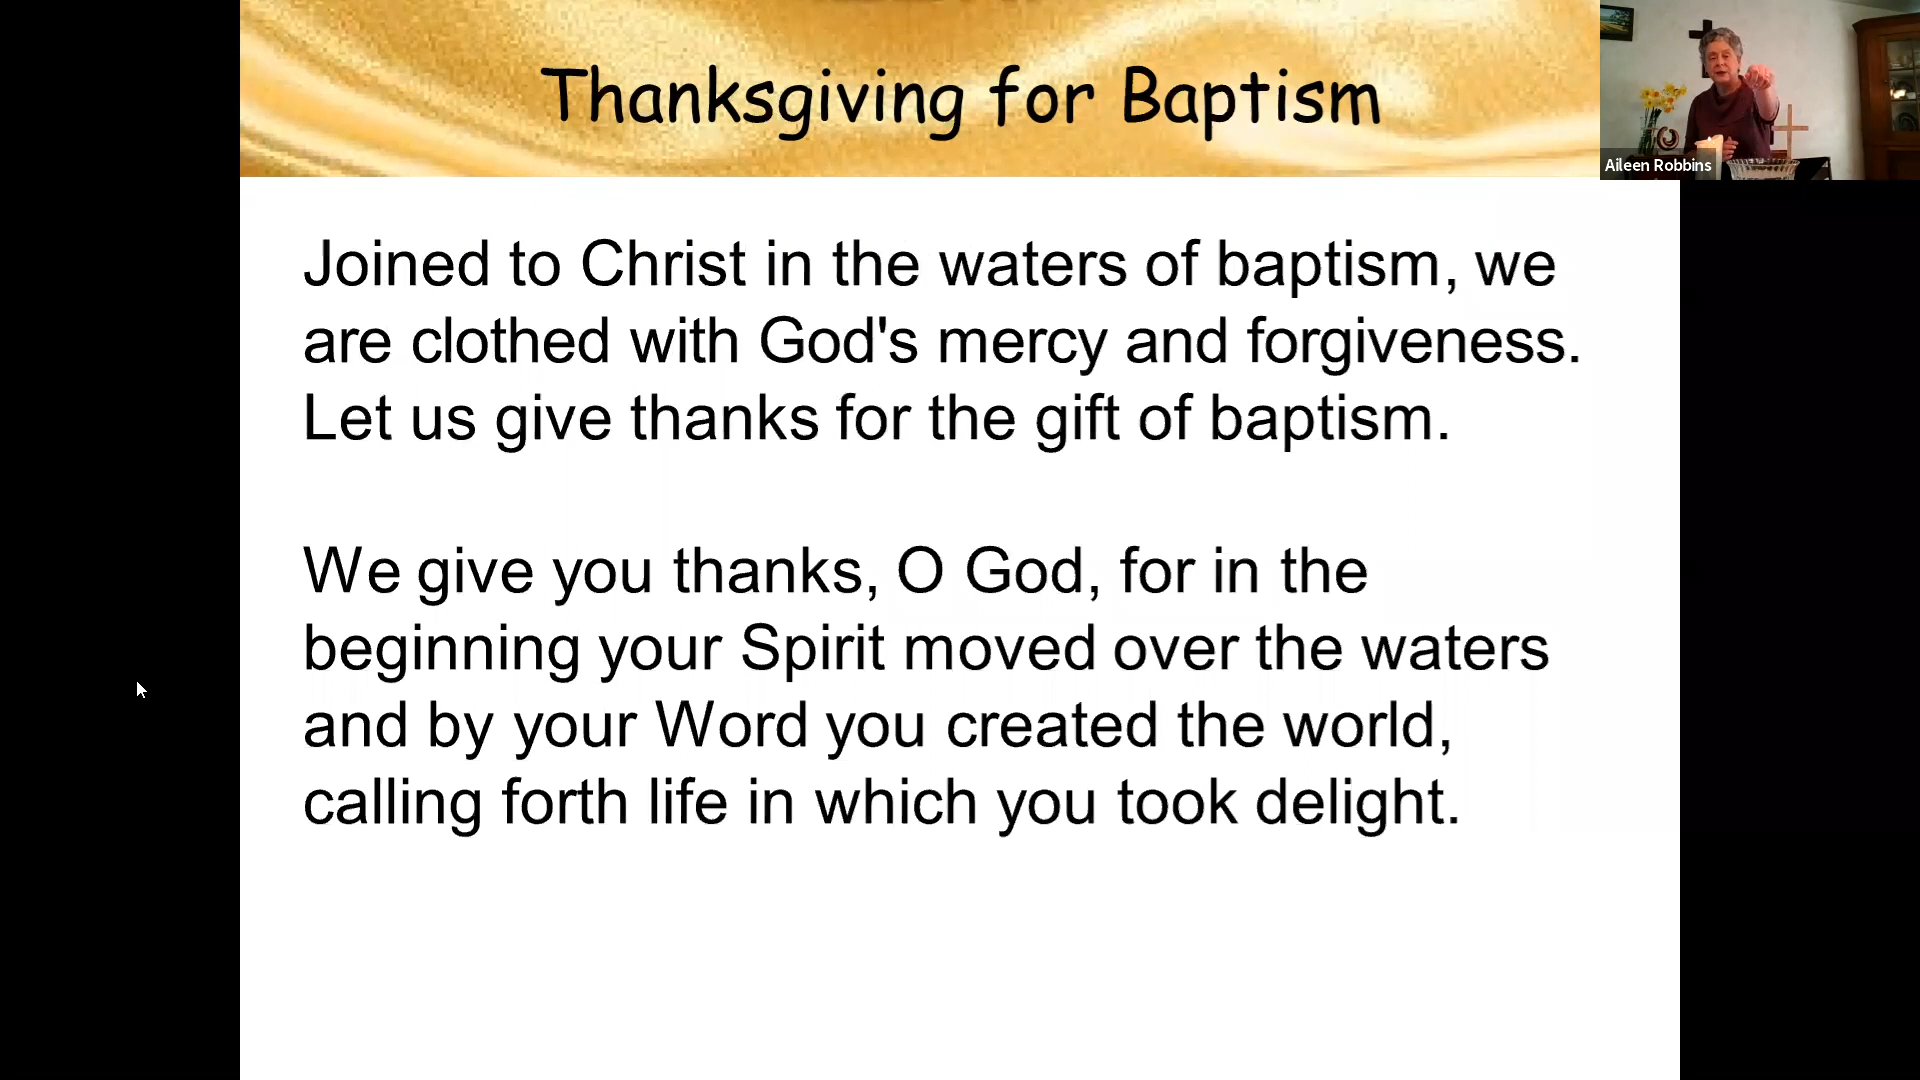 Thanksgiving for Baptism
Aileen Robbins
Joined to Christ in the waters of baptism, we
are clothed with God's mercy and forgiveness.
Let us give thanks for the gift of baptism.
We give you thanks, O God, for in the
beginning your Spirit moved over the waters
and by your Word you created the world,
calling forth life in which you took delight.